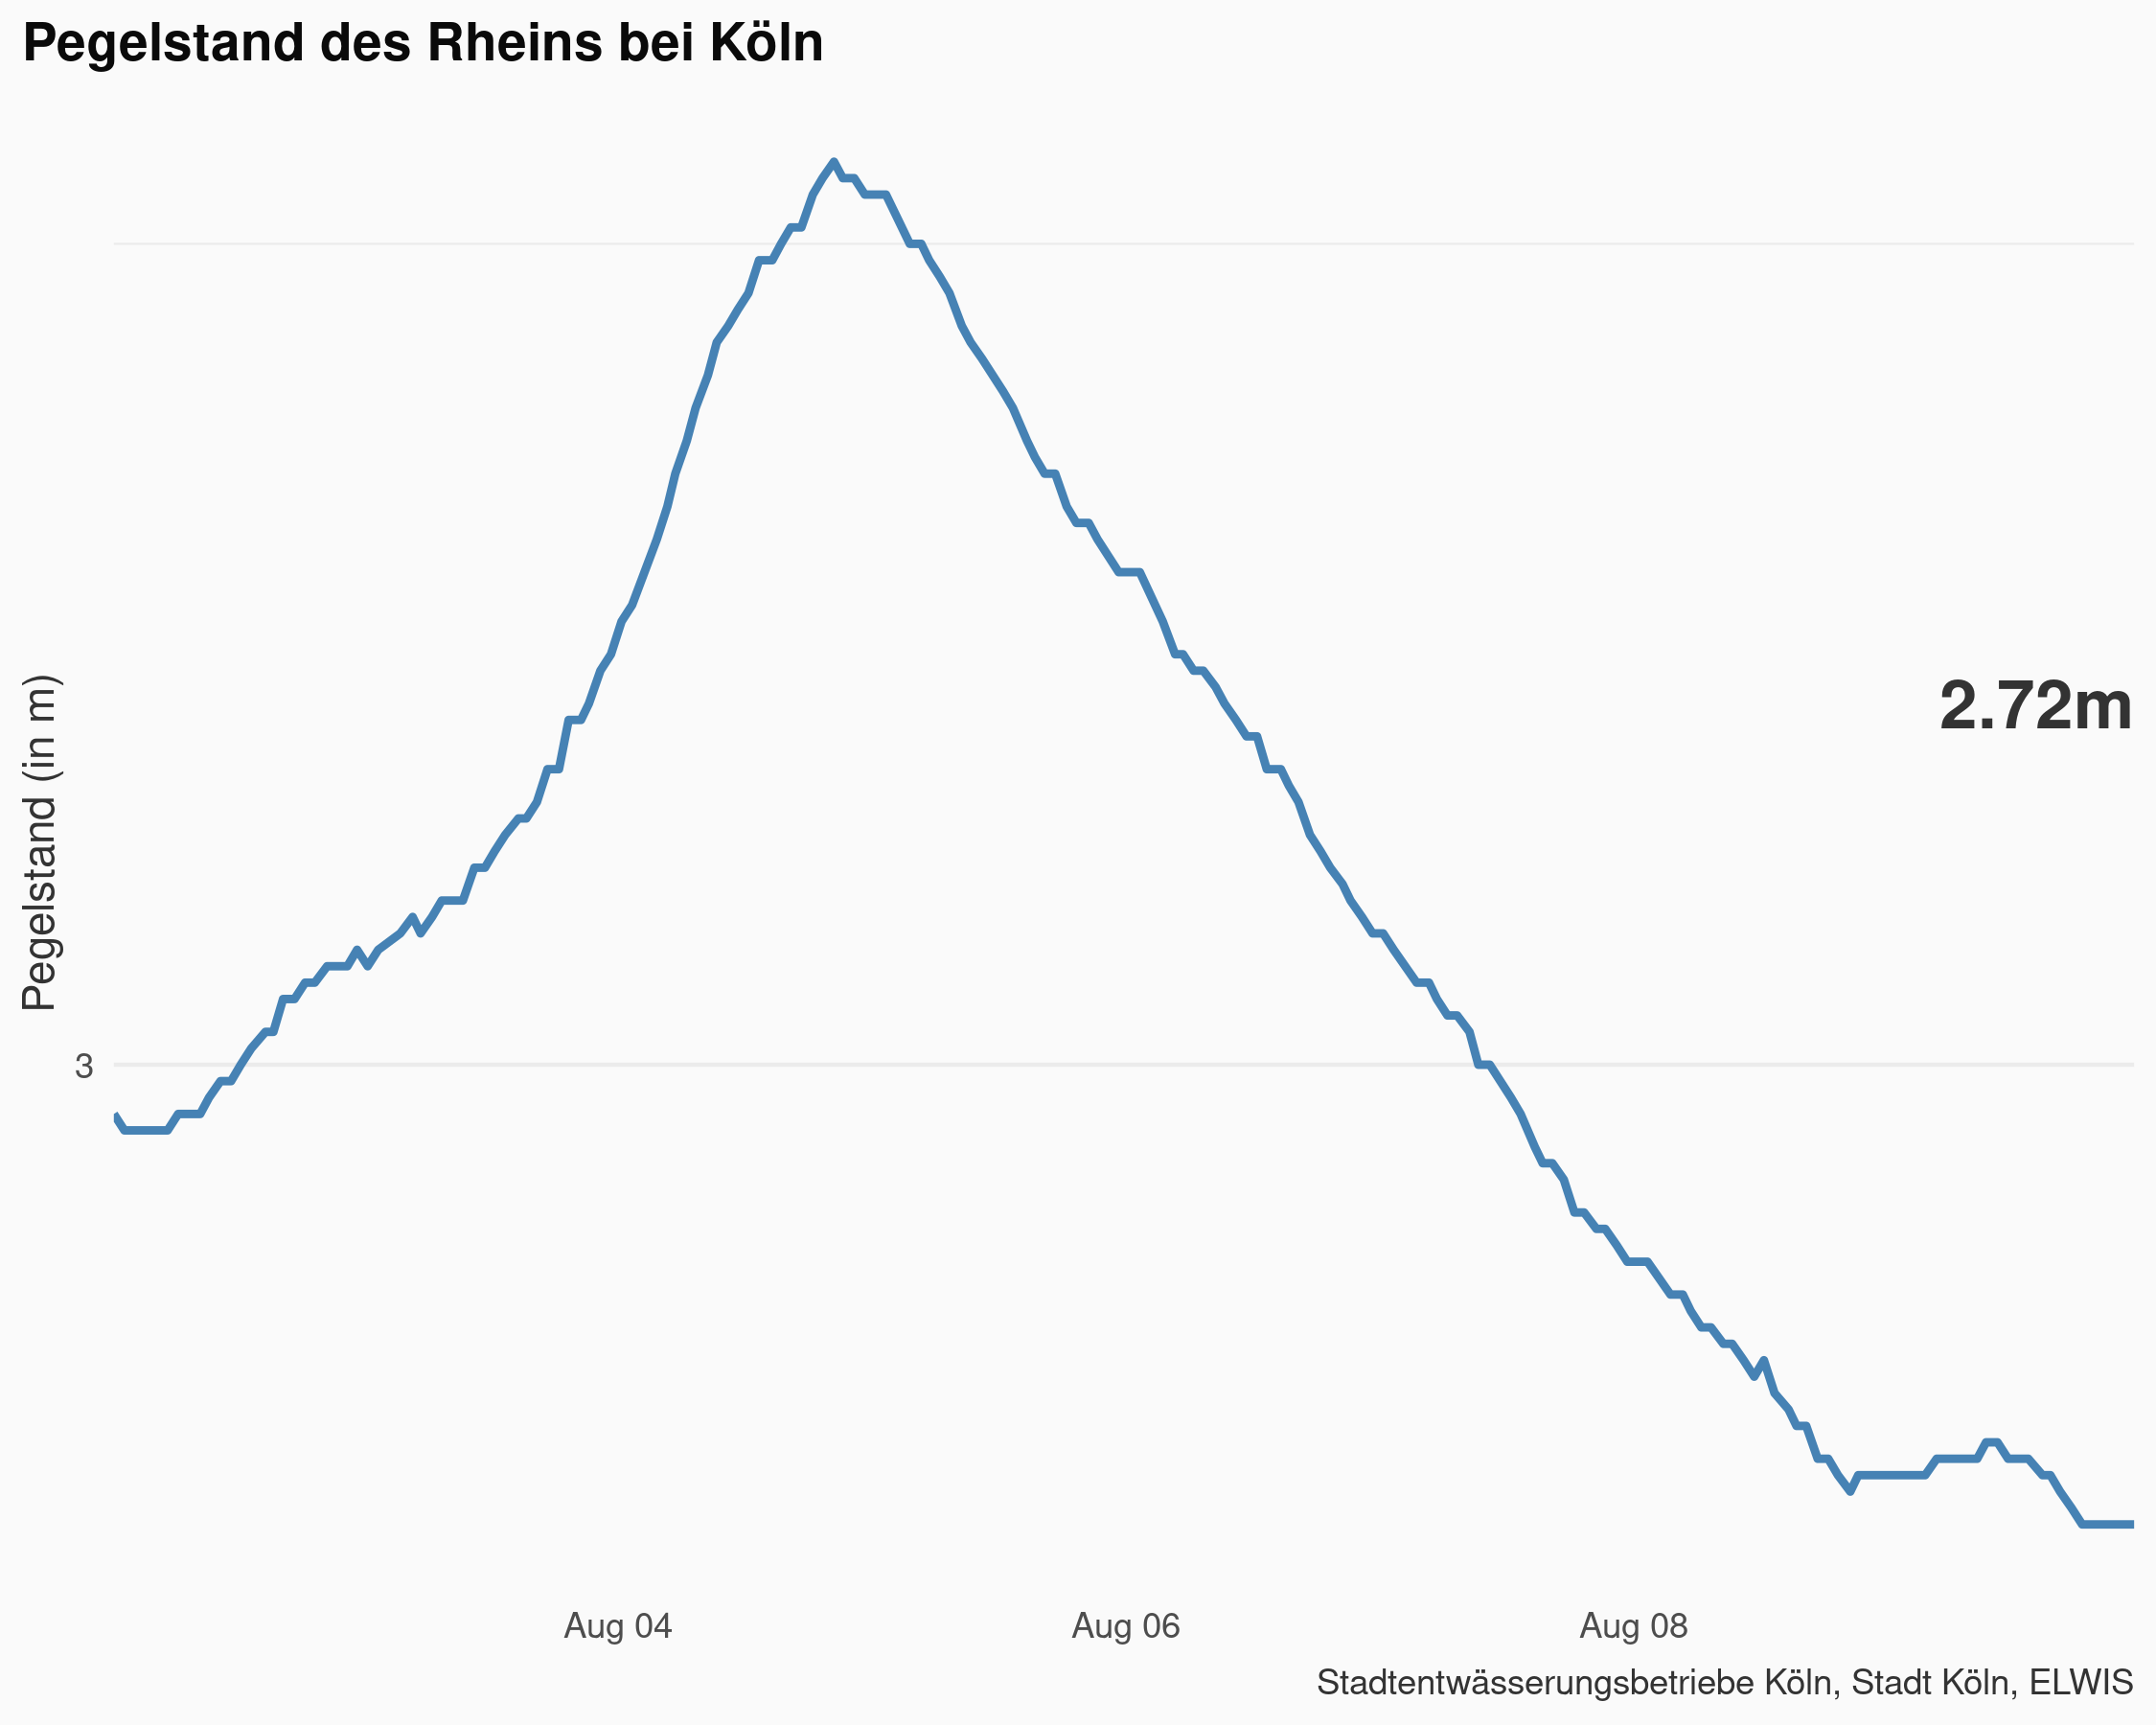 Pegelstand des Rheins bei Köln
Pegelstand (in m)
2.72m
3
Aug 04
Aug 06
Aug 08
Stadtentwässerungsbetriebe Köln, Stadt Köln, ELWIS